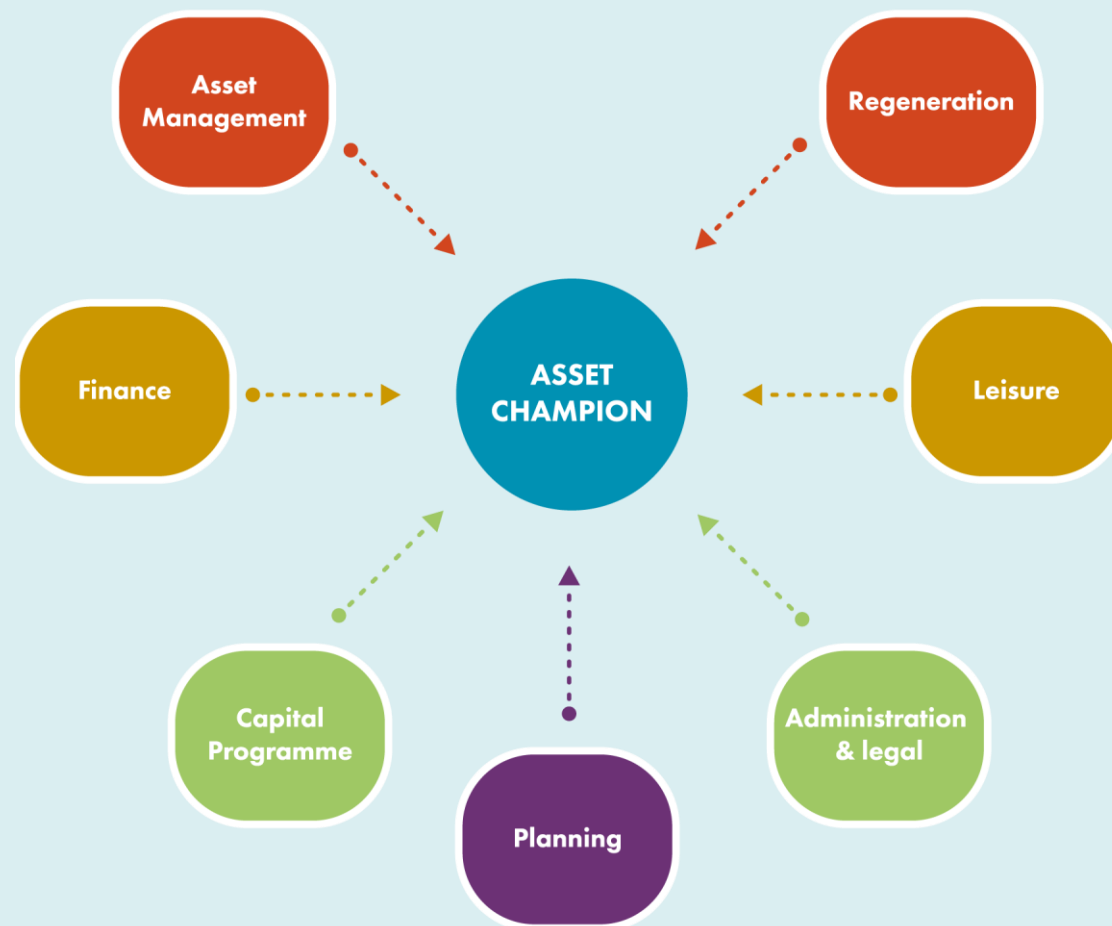 Asset
Management
Regeneration
Finance
ASSET
CHAMPION
Leisure
Capital
Programme
Administration
& legal
Planning